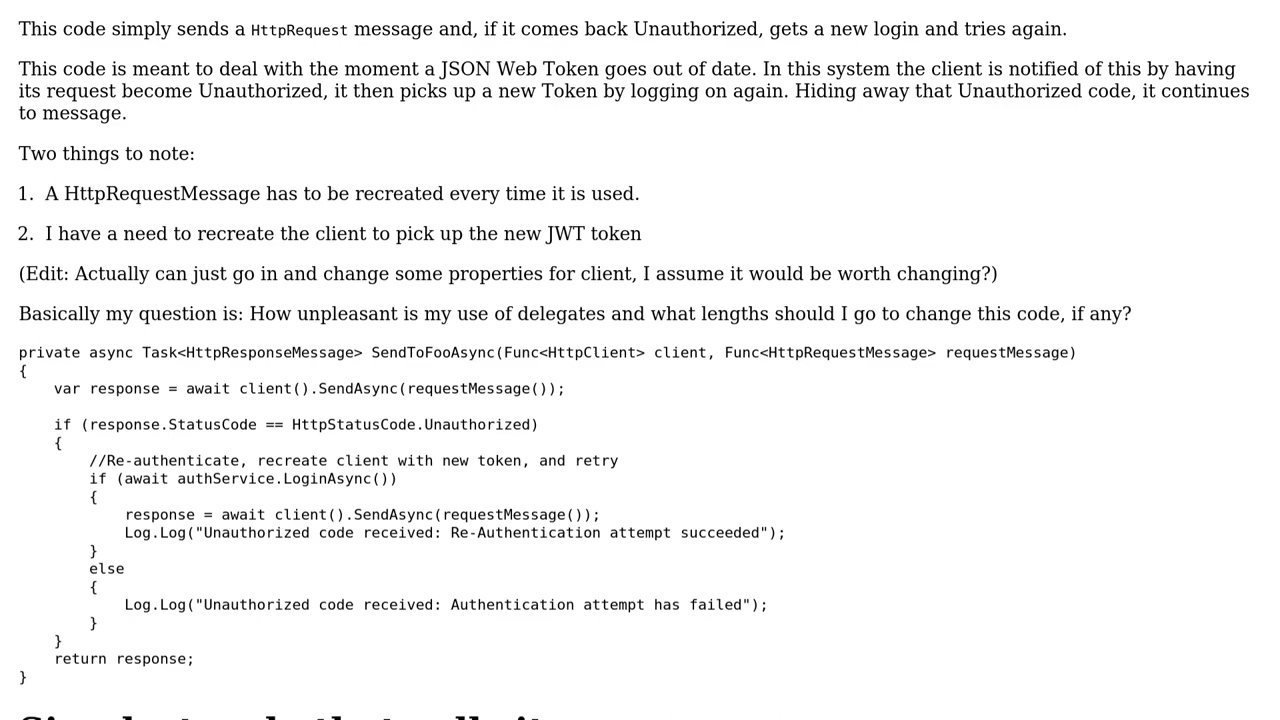 This code simply sends a HttpRequest message and, if it comes back Unauthorized, gets a new login and tries again.
This code is meant to deal with the moment a JSON Web Token goes out of date. In this system the client is notified of this by having
its request become Unauthorized, it then picks up a new Token by logging on again. Hiding away that Unauthorized code, it continues
to message.
Two things to note:
1. A HttpRequestMessage has to be recreated every time it is used.
2. I have a need to recreate the client to pick up the new JWT token
(Edit: Actually can just go in and change some properties for client, I assume it would be worth changing?)
Basically my question is: How unpleasant is my use of delegates and what lengths should I go to change this code, if any?
private async Task<HttpResponseMessage> SendToFooAsync(Func<HttpClient> client, Func<HttpRequestMessage> requestMessage)
{
    var response = await client().SendAsync(requestMessage());
    if (response.StatusCode == HttpStatusCode.Unauthorized)
    {
        //Re-authenticate, recreate client with new token, and retry
        if (await authService.LoginAsync())
        {
            response = await client().SendAsync(requestMessage());
            Log.Log("Unauthorized code received: Re-Authentication attempt succeeded");
        }
        else
        {
            Log.Log("Unauthorized code received: Authentication attempt has failed");
        }
    }
    return response;
}